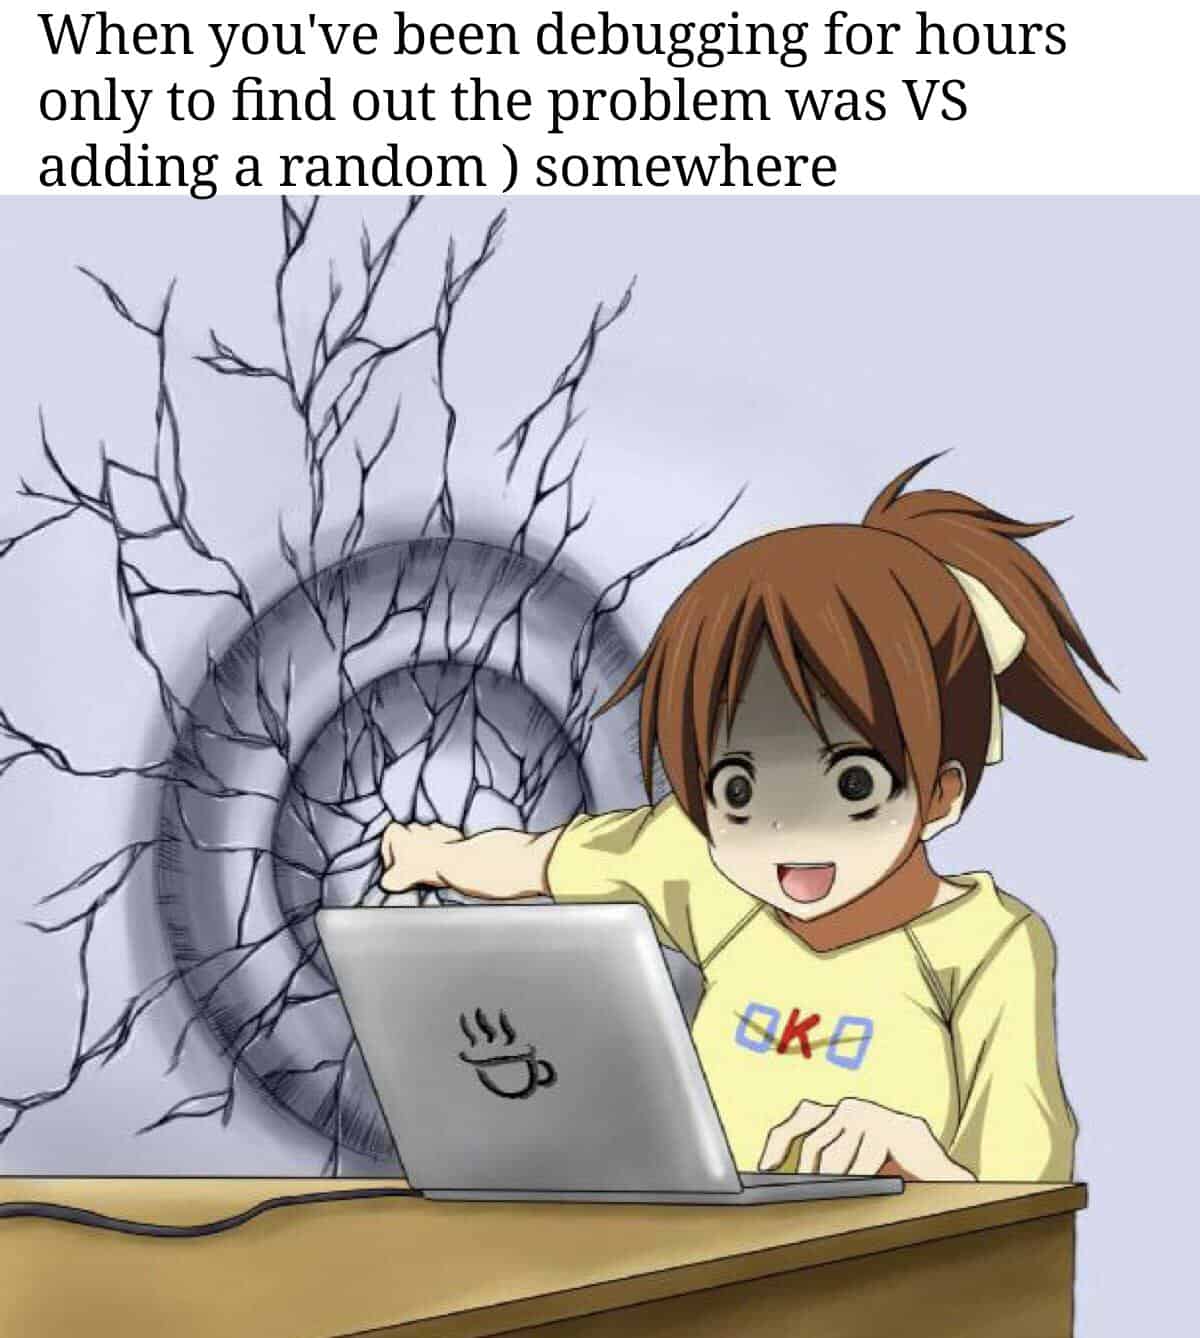 When you've been debugging for hours
only to find out the problem was VS
adding a random ) somewhere
OKO